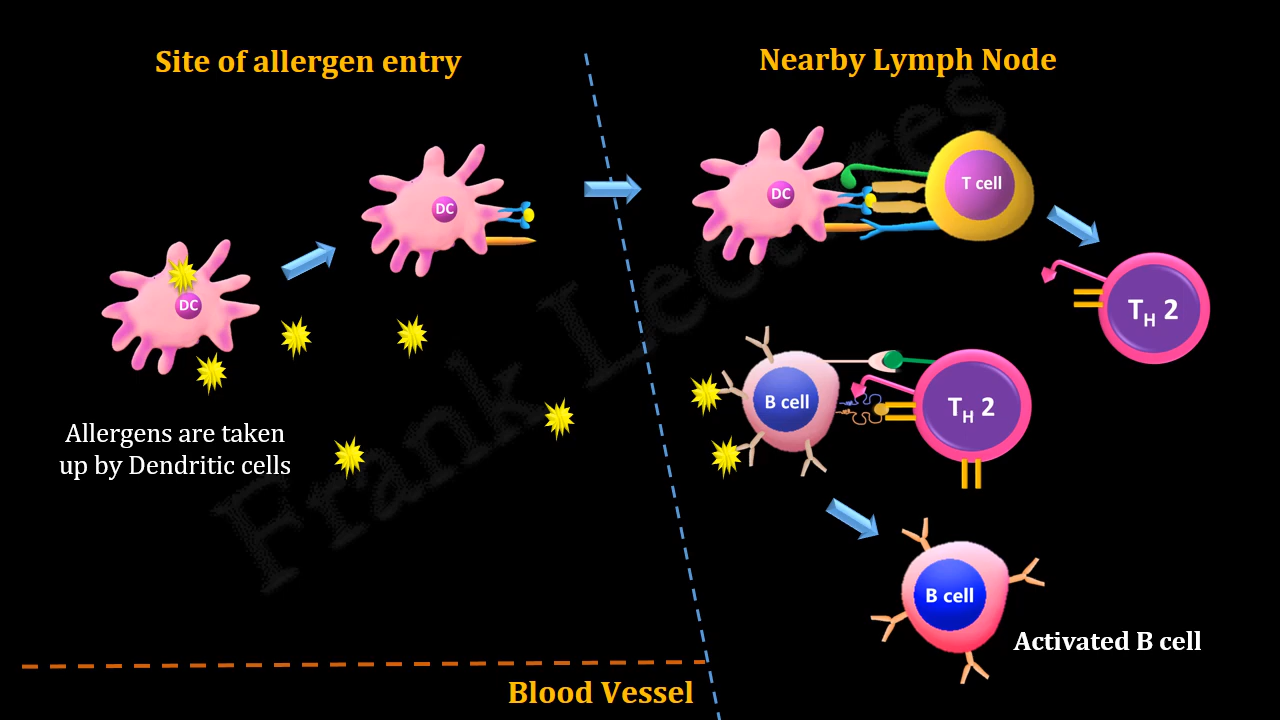 Site of allergen entry
Nearby Lymph Node
DC
DC
DC
T cell
TH 2
Allergens are taken
up by Dendritic cells
B cell
TH 2
B cell
Activated B cell
Blood Vessel
Frank Lectures